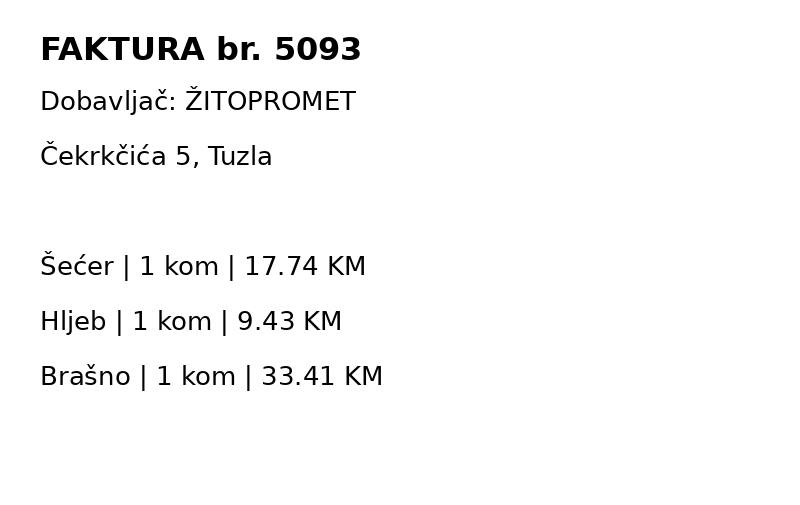 FAKTURA br. 5093
Dobavljač: ŽITOPROMET
Čekrkčića 5, Tuzla
Šećer | 1 kom | 17.74 KM
Hljeb | 1 kom | 9.43 KM
Brašno | 1 kom | 33.41 KM